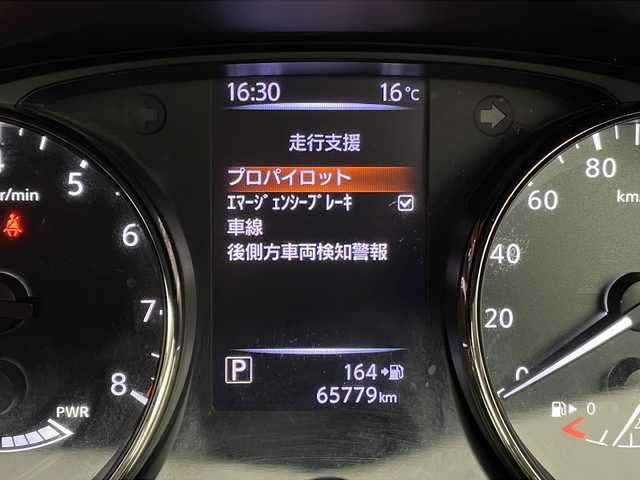 16:30 16°C
走行支援
プロパイロット
ｴﾏｰｼﾞｪﾝｼｰﾌﾞﾚｰｷ
車線
後側方車両検知警報
P 164
65779km
r/min
5
6
7
8
PWR
80
60
km
40
20
0
0